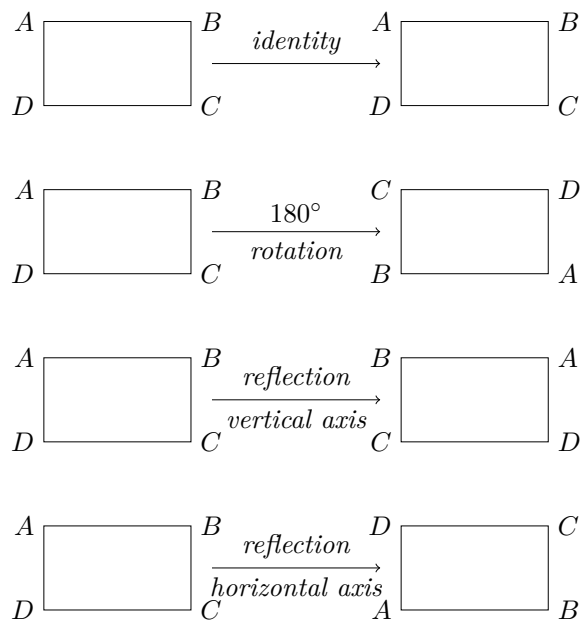 A B identity A B
D C D C
A B 180° C D
rotation
D C B A
A B reflection B A
vertical axis
D C C D
A B reflection D C
horizontal axis
D C A B